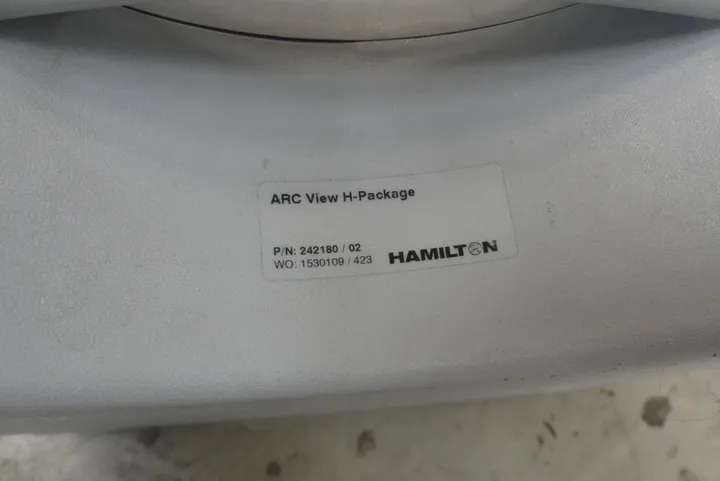 ARC View H-Package
P/N: 242180 / 02
WO: 1530109 / 423
HAMILTON